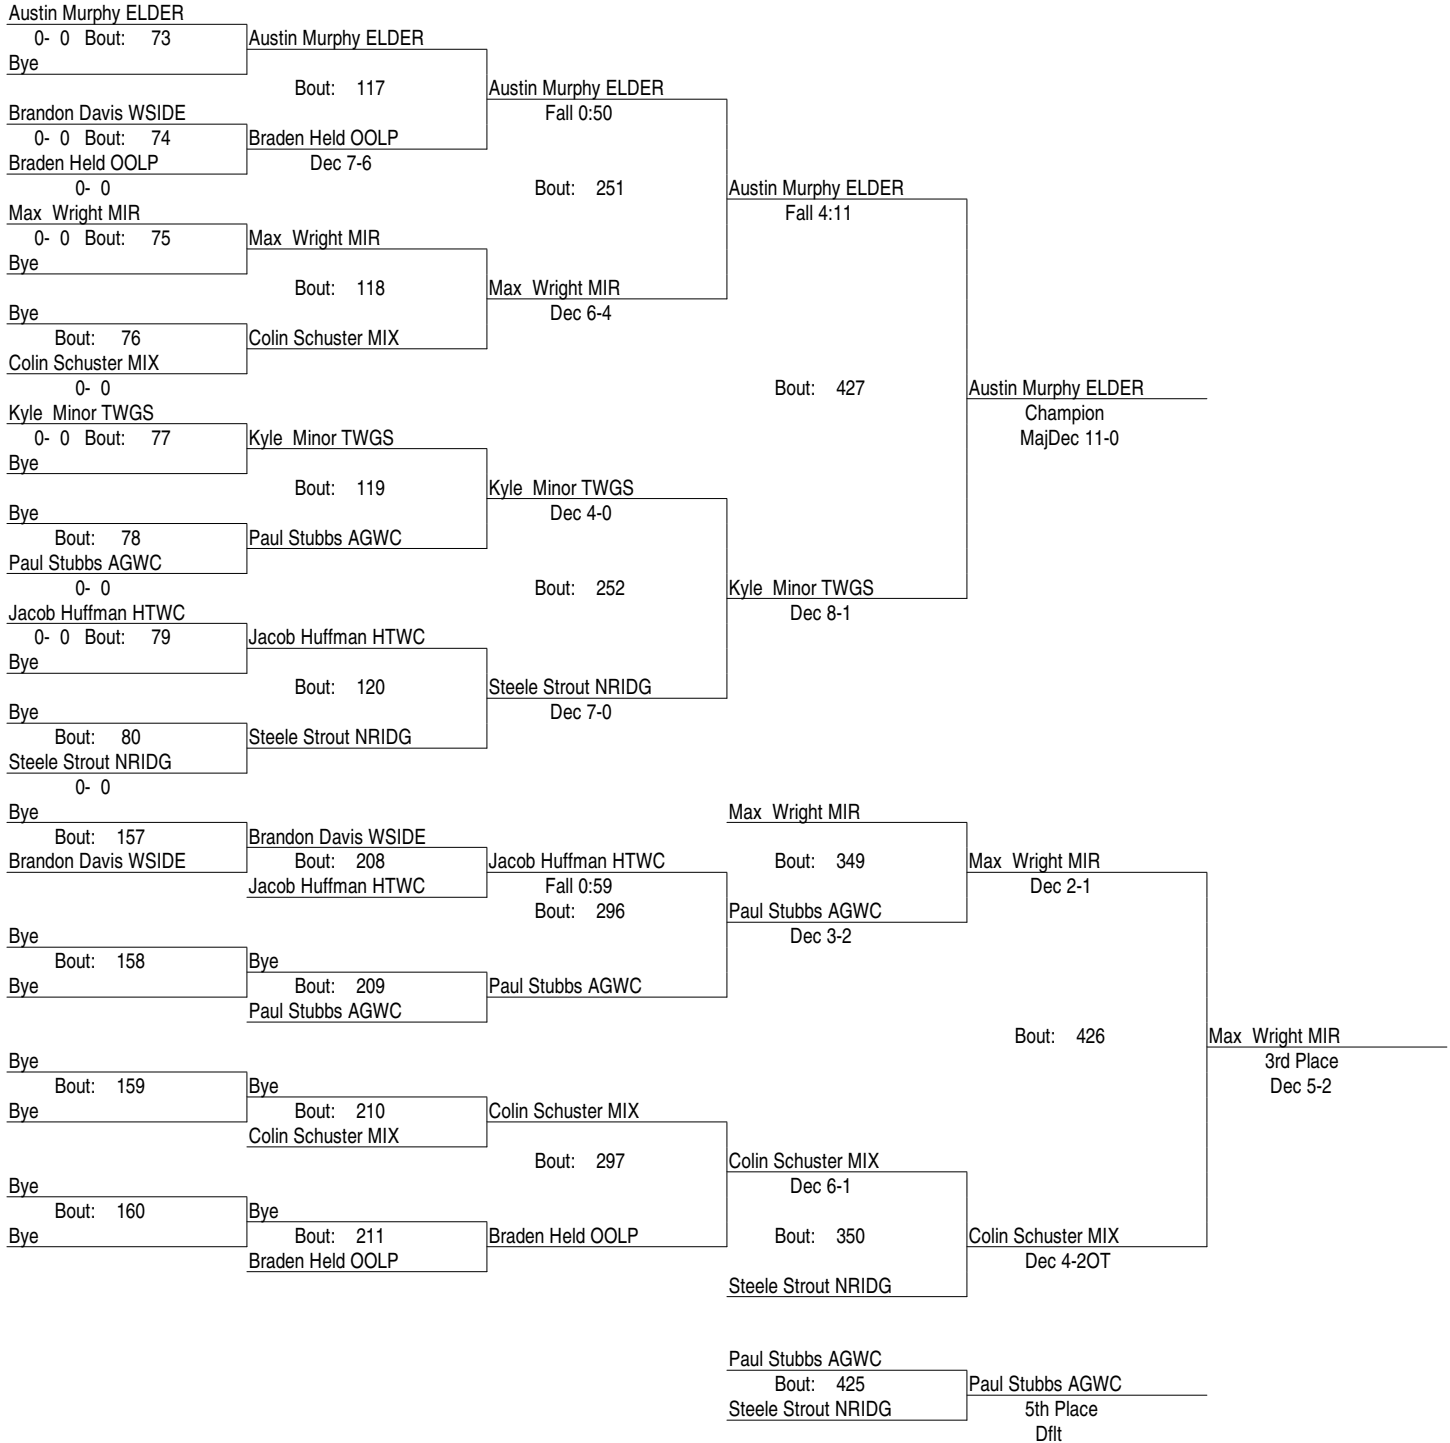 Austin Murphy ELDER
0- 0 Bout: 73
Bye
Austin Murphy ELDER
Bout: 117
Brandon Davis WSIDE
0- 0 Bout: 74
Braden Held OOLP
0- 0
Braden Held OOLP
Dec 7-6
Austin Murphy ELDER
Fall 0:50
Bout: 251
Max Wright MIR
0- 0 Bout: 75
Bye
Max Wright MIR
Bout: 118
Bye
Bout: 76
Colin Schuster MIX
0- 0
Colin Schuster MIX
Max Wright MIR
Dec 6-4
Austin Murphy ELDER
Fall 4:11
Bout: 427
Kyle Minor TWGS
0- 0 Bout: 77
Bye
Kyle Minor TWGS
Bout: 119
Bye
Bout: 78
Paul Stubbs AGWC
0- 0
Paul Stubbs AGWC
Kyle Minor TWGS
Dec 4-0
Bout: 252
Jacob Huffman HTWC
0- 0 Bout: 79
Bye
Jacob Huffman HTWC
Bout: 120
Bye
Bout: 80
Steele Strout NRIDG
0- 0
Steele Strout NRIDG
Steele Strout NRIDG
Dec 7-0
Kyle Minor TWGS
Dec 8-1
Austin Murphy ELDER
Champion
MajDec 11-0
Bye
Bout: 157
Brandon Davis WSIDE
Brandon Davis WSIDE
Bout: 208
Jacob Huffman HTWC
Jacob Huffman HTWC
Fall 0:59
Bout: 296
Bye
Bout: 158
Bye
Bye
Bout: 209
Paul Stubbs AGWC
Paul Stubbs AGWC
Max Wright MIR
Bout: 349
Paul Stubbs AGWC
Dec 3-2
Max Wright MIR
Dec 2-1
Bout: 426
Bye
Bout: 159
Bye
Bye
Bout: 210
Colin Schuster MIX
Colin Schuster MIX
Bout: 297
Bye
Bout: 160
Bye
Bye
Bout: 211
Braden Held OOLP
Braden Held OOLP
Colin Schuster MIX
Dec 6-1
Bout: 350
Steele Strout NRIDG
Colin Schuster MIX
Dec 4-2OT
Max Wright MIR
3rd Place
Dec 5-2
Paul Stubbs AGWC
Bout: 425
Steele Strout NRIDG
Paul Stubbs AGWC
5th Place
Dflt